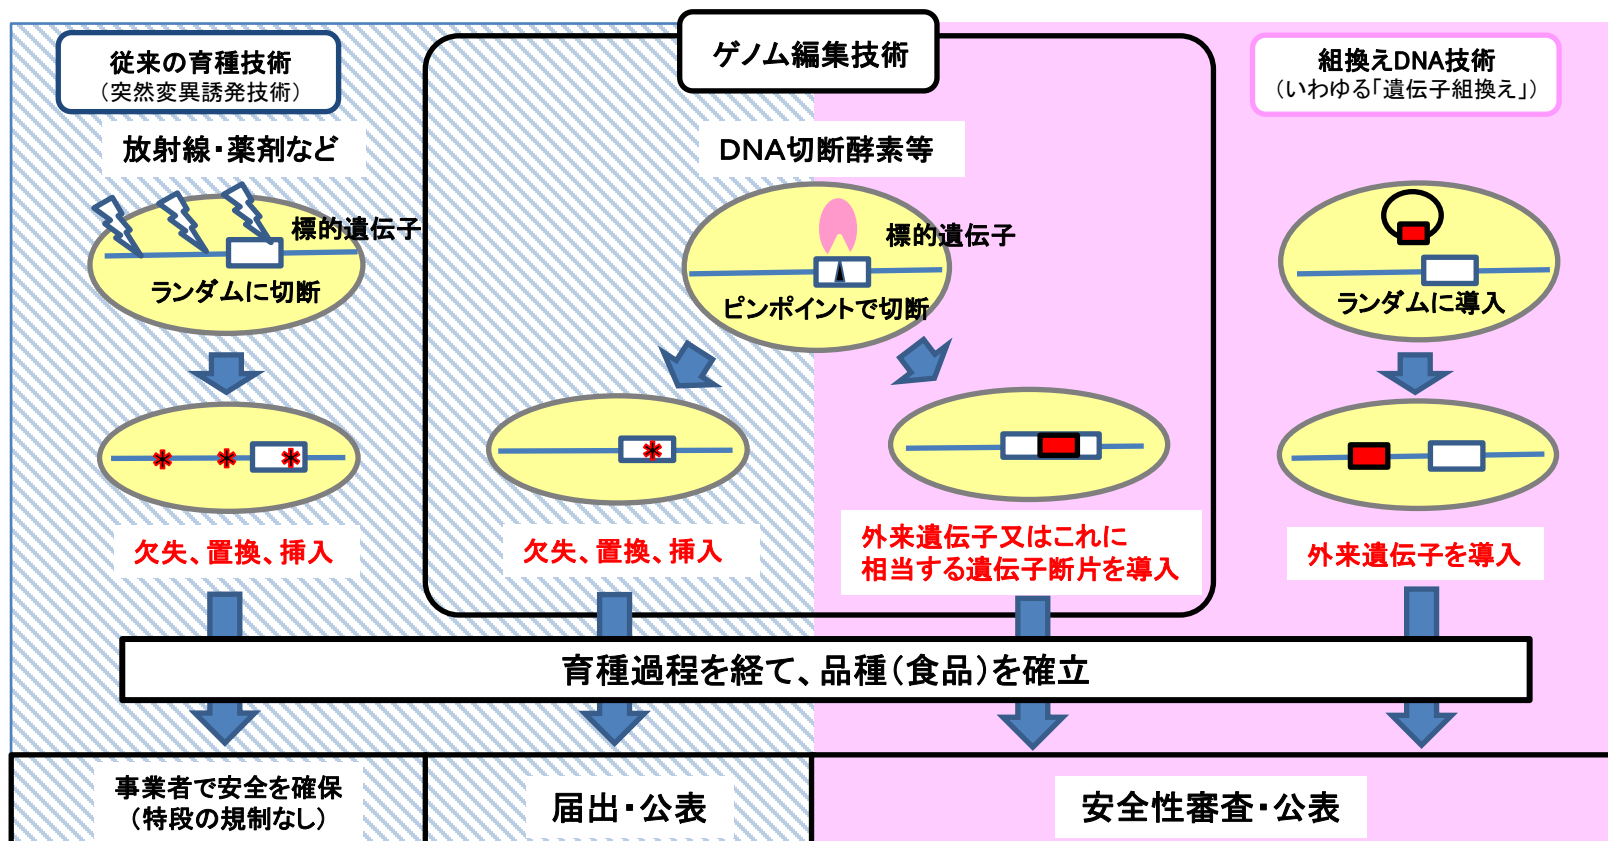 従来の育種技術
（突然変異誘発技術）
ゲノム編集技術
組換えDNA技術
（いわゆる「遺伝子組換え」）
放射線・薬剤など
DNA切断酵素等
標的遺伝子
ランダムに切断
標的遺伝子
ピンポイントで切断
ランダムに導入
欠失、置換、挿入
欠失、置換、挿入
外来遺伝子又はこれに
相当する遺伝子断片を導入
外来遺伝子を導入
育種過程を経て、品種（食品）を確立
事業者で安全を確保
（特段の規制なし）
届出・公表
安全性審査・公表